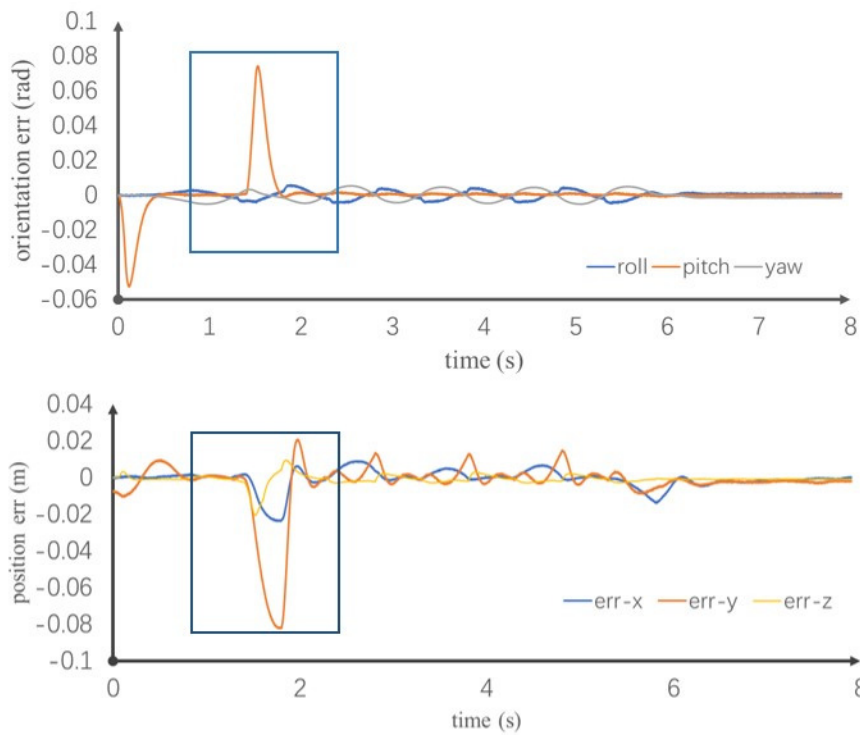 0.1
0.08
0.06
0.04
0.02
0
-0.02
-0.04
-0.06
orientation err (rad)
roll pitch yaw
0 1 2 3 4 5 6 7 8
time (s)
0.04
0.02
0
-0.02
-0.04
-0.06
-0.08
-0.1
position err (m)
err-x err-y err-z
0 2 4 6 8
time (s)